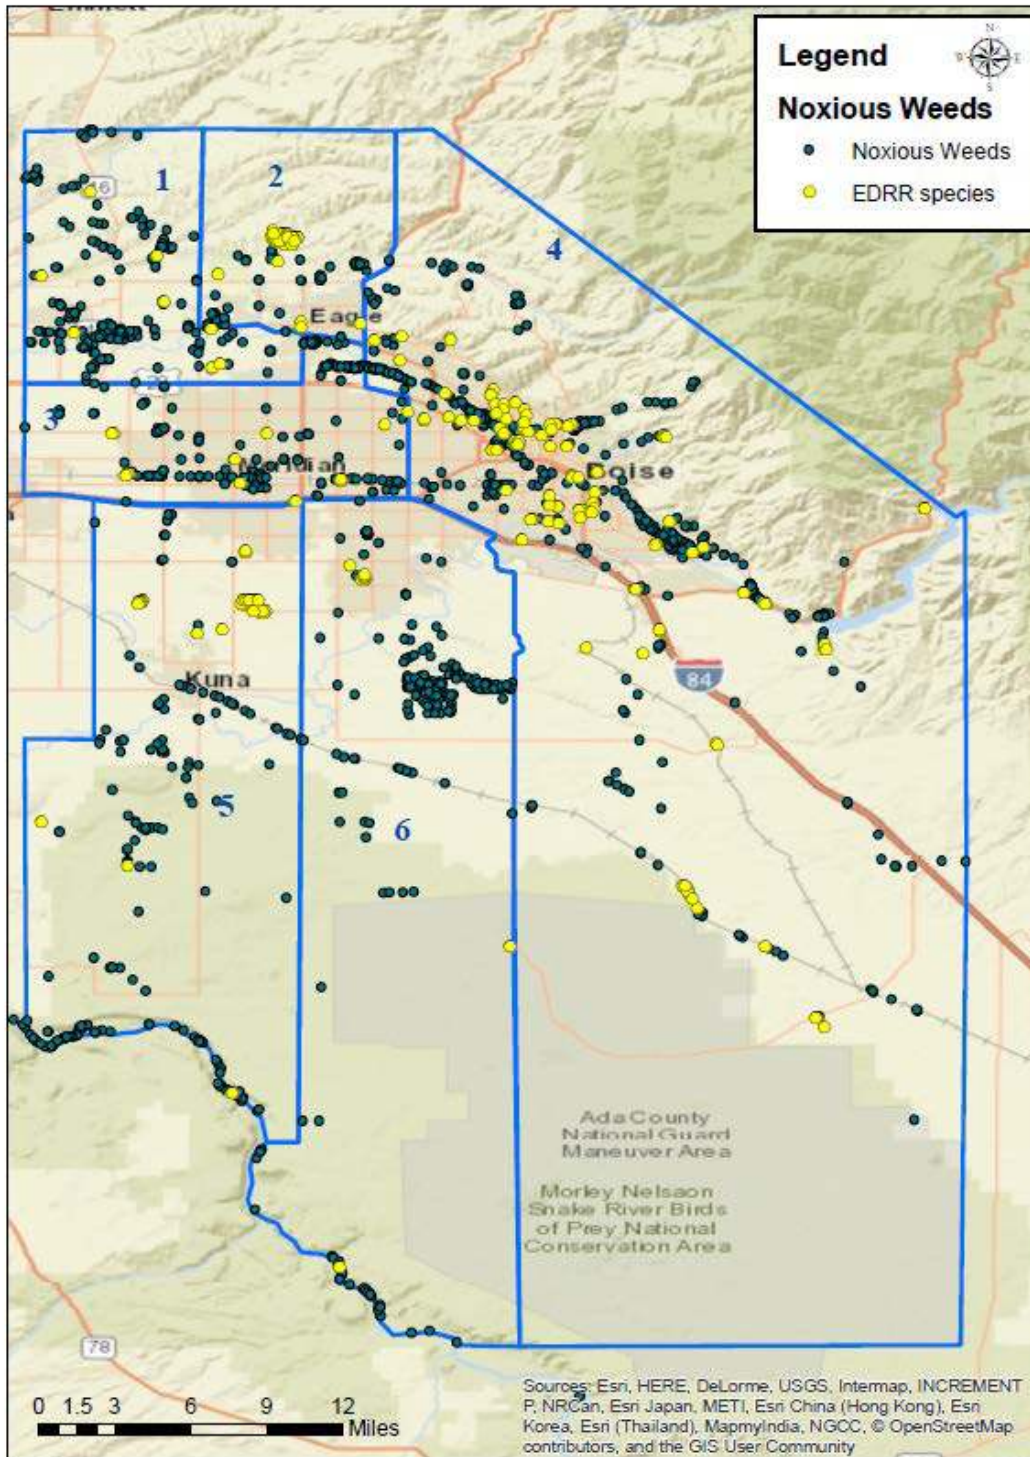 Emmett
Legend
N
E
S
Noxious Weeds
Noxious Weeds
EDRR species
1
16
2
4
Eagle
3
Meridian
Boise
Kuna
84
5
6
Ada County
National Guard
Maneuver Area
Morley Nelsaon
Snake River Birds
of Prey National
Conservation Area
78
0 1.5 3 6 9 12
Miles
Sources: Esri, HERE, DeLorme, USGS, Intermap, INCREMENT
P, NRCan, Esri Japan, METI, Esri China (Hong Kong), Esri
Korea, Esri (Thailand), MapmyIndia, NGCC, © OpenStreetMap
contributors, and the GIS User Community